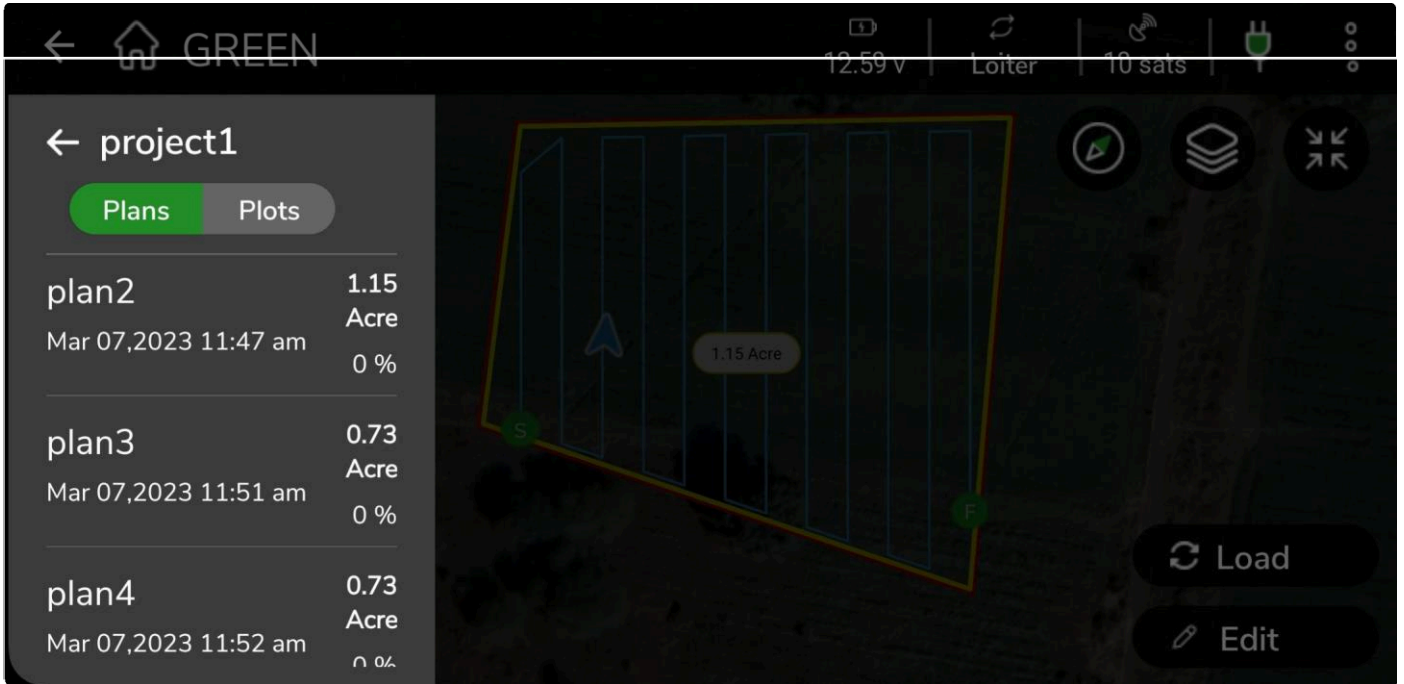 GREEN
12.59 v
Loiter
10 sats
project1
Plans Plots
plan2
1.15
Acre
Mar 07,2023 11:47 am
0 %
plan3
0.73
Acre
Mar 07,2023 11:51 am
0 %
plan4
0.73
Acre
Mar 07,2023 11:52 am
0 %
1.15 Acre
S
F
Load
Edit